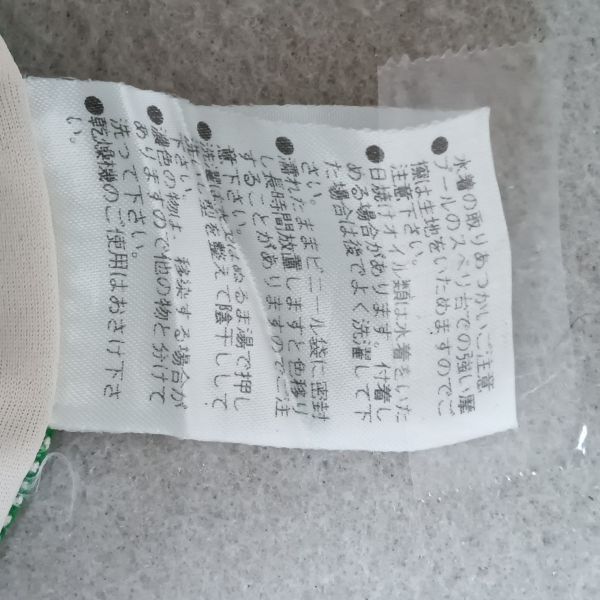 水着の取りあつかいご注意
●プールのスベリ台での強い摩
擦は生地をいためますのでご
注意下さい。
●日焼けオイル類は水着をいた
める場合があります。付着し
た場合は後でよく洗濯して下
さい。
●濡れたままビニール袋に密封
し長時間放置しますと色移り
することがありますのでご注
意下さい。
●洗濯は水又はぬるま湯で押し
洗いし型を整えて陰干しして
下さい。
●濃色の物は、移染する場合が
ありますので他の物と分けて
洗って下さい。
●乾燥機のご使用はおさけ下さ
い。